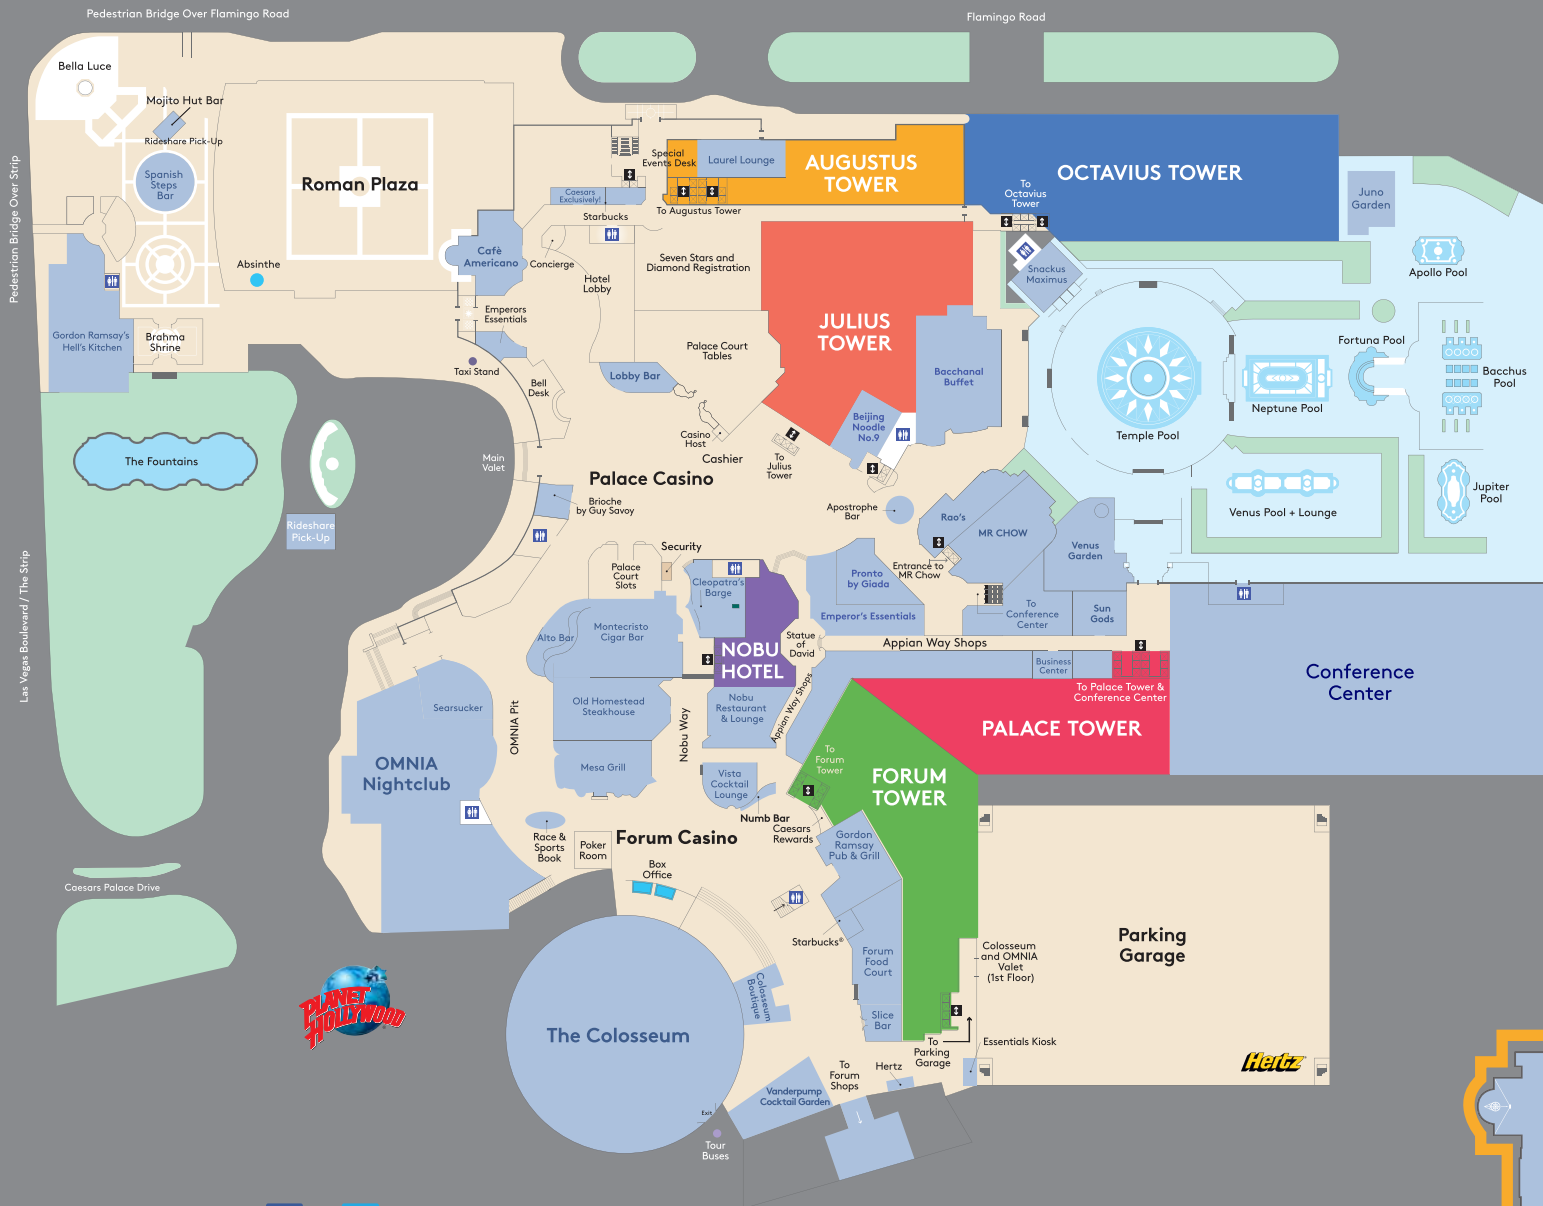 Pedestrian Bridge Over Flamingo Road
Flamingo Road
Bella Luce
Mojito Hut Bar
Rideshare Pick-Up
Spanish
Steps
Bar
Roman Plaza
Pedestrian Bridge Over Strip
Absinthe
Gordon Ramsay's
Hell's Kitchen
Brahma
Shrine
Special
Events Desk
Laurel Lounge
AUGUSTUS
TOWER
OCTAVIUS TOWER
To
Octavius
Tower
Juno
Garden
Caesars
Exclusively!
Starbucks
To Augustus Tower
Cafè
Americano
Concierge
Hotel
Lobby
Seven Stars and
Diamond Registration
Snackus
Maximus
Apollo Pool
Emperors
Essentials
Taxi Stand
Bell
Desk
Lobby Bar
Palace Court
Tables
JULIUS
TOWER
Bacchanal
Buffet
Beijing
Noodle
No.9
Fortuna Pool
Bacchus
Pool
Neptune Pool
Temple Pool
Casino
Host
Cashier
To
Julius
Tower
The Fountains
Main
Valet
Palace Casino
Jupiter
Pool
Venus Pool + Lounge
Rideshare
Pick-Up
Brioche
by Guy Savoy
Apostrophe
Bar
Rao's
MR CHOW
Venus
Garden
Security
Palace
Court
Slots
Cleopatra's
Barge
Pronto
by Giada
Entrance to
MR Chow
Las Vegas Boulevard / The Strip
Alto Bar
Montecristo
Cigar Bar
Emperor's Essentials
To
Conference
Center
Sun
Gods
NOBU
HOTEL
Statue
of
David
Appian Way Shops
Business
Center
To Palace Tower &
Conference Center
Conference
Center
Searsucker
OMNIA Pit
Old Homestead
Steakhouse
Nobu Way
Nobu
Restaurant
& Lounge
Appian Way Shops
PALACE TOWER
OMNIA
Nightclub
Mesa Grill
Vista
Cocktail
Lounge
To
Forum
Tower
FORUM
TOWER
Numb Bar
Caesars
Rewards
Race &
Sports
Book
Poker
Room
Forum Casino
Gordon
Ramsay
Pub & Grill
Box
Office
Caesars Palace Drive
Starbucks®
Forum
Food
Court
Colosseum
and OMNIA
Valet
(1st Floor)
Parking
Garage
PLANET
HOLLYWOOD
Colosseum
Boutique
Slice
Bar
The Colosseum
To
Parking
Garage
Essentials Kiosk
Hertz
To
Forum
Shops
Hertz
Vanderpump
Cocktail Garden
Exit
Tour
Buses